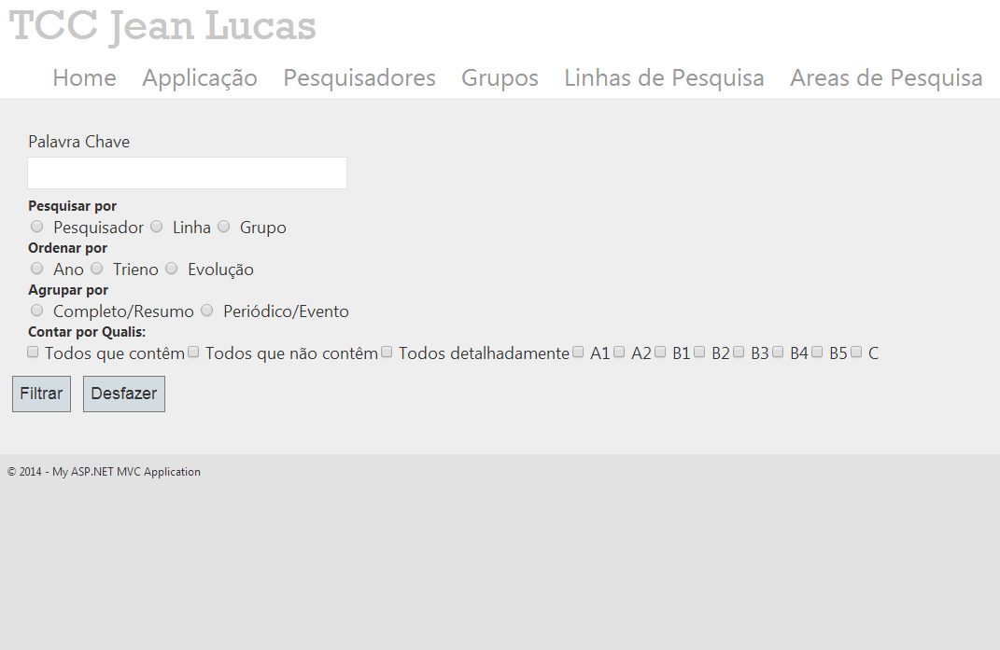 TCC Jean Lucas
Home Applicação Pesquisadores Grupos Linhas de Pesquisa Areas de Pesquisa
Palavra Chave
Pesquisar por
Pesquisador Linha Grupo
Ordenar por
Ano Trieno Evolução
Agrupar por
Completo/Resumo Periódico/Evento
Contar por Qualis:
Todos que contêm Todos que não contêm Todos detalhadamente A1 A2 B1 B2 B3 B4 B5 C
Filtrar Desfazer
© 2014 - My ASP.NET MVC Application